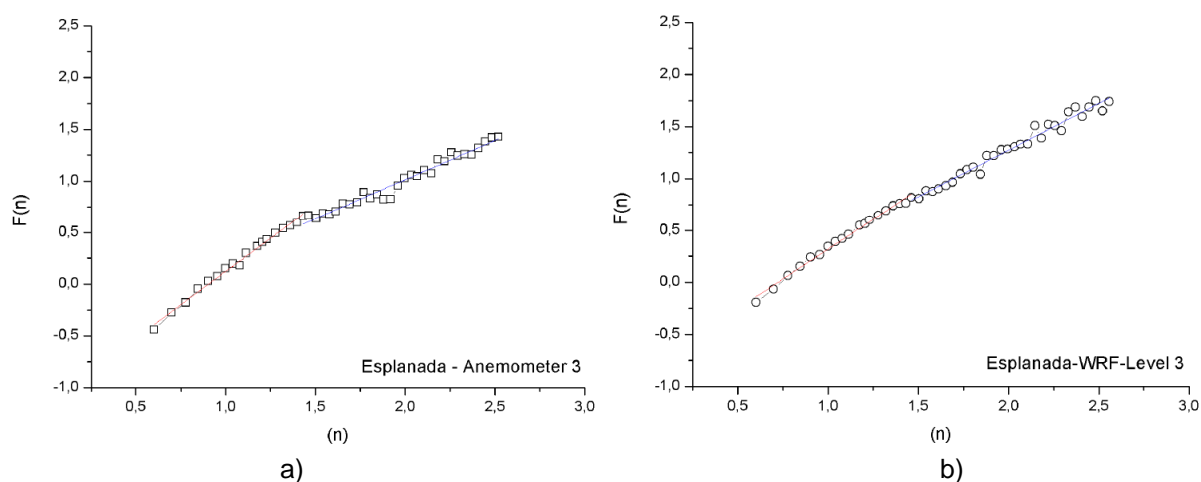 2,5
2,0
1,5
1,0
0,5
0,0
-0,5
-1,0
F(n)
0,5 1,0 1,5 2,0 2,5 3,0
(n)
Esplanada - Anemometer 3
a)
2,5
2,0
1,5
1,0
0,5
0,0
-0,5
-1,0
F(n)
0,5 1,0 1,5 2,0 2,5 3,0
(n)
Esplanada-WRF-Level 3
b)